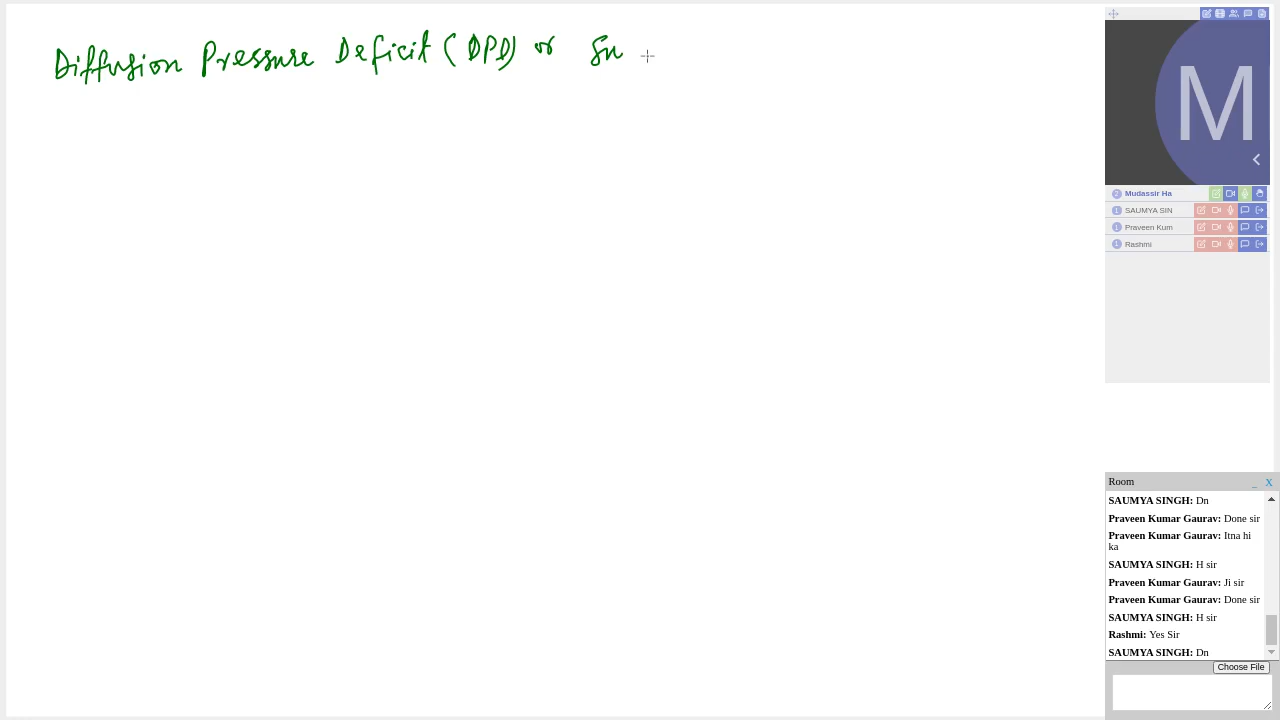 Diffusion Pressure Deficit (DPD) or Su
M
Mudassir Ha
SAUMYA SIN
Praveen Kum
Rashmi
Room
_ X
SAUMYA SINGH: Dn
Praveen Kumar Gaurav: Done sir
Praveen Kumar Gaurav: Itna hi
ka
SAUMYA SINGH: H sir
Praveen Kumar Gaurav: Ji sir
Praveen Kumar Gaurav: Done sir
SAUMYA SINGH: H sir
Rashmi: Yes Sir
SAUMYA SINGH: Dn
Choose File